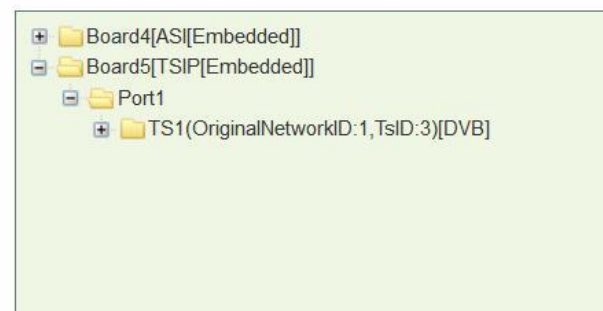 Board4[ASI[Embedded]]
Board5[TSIP[Embedded]]
Port1
TS1(OriginalNetworkID:1,TsID:3)[DVB]